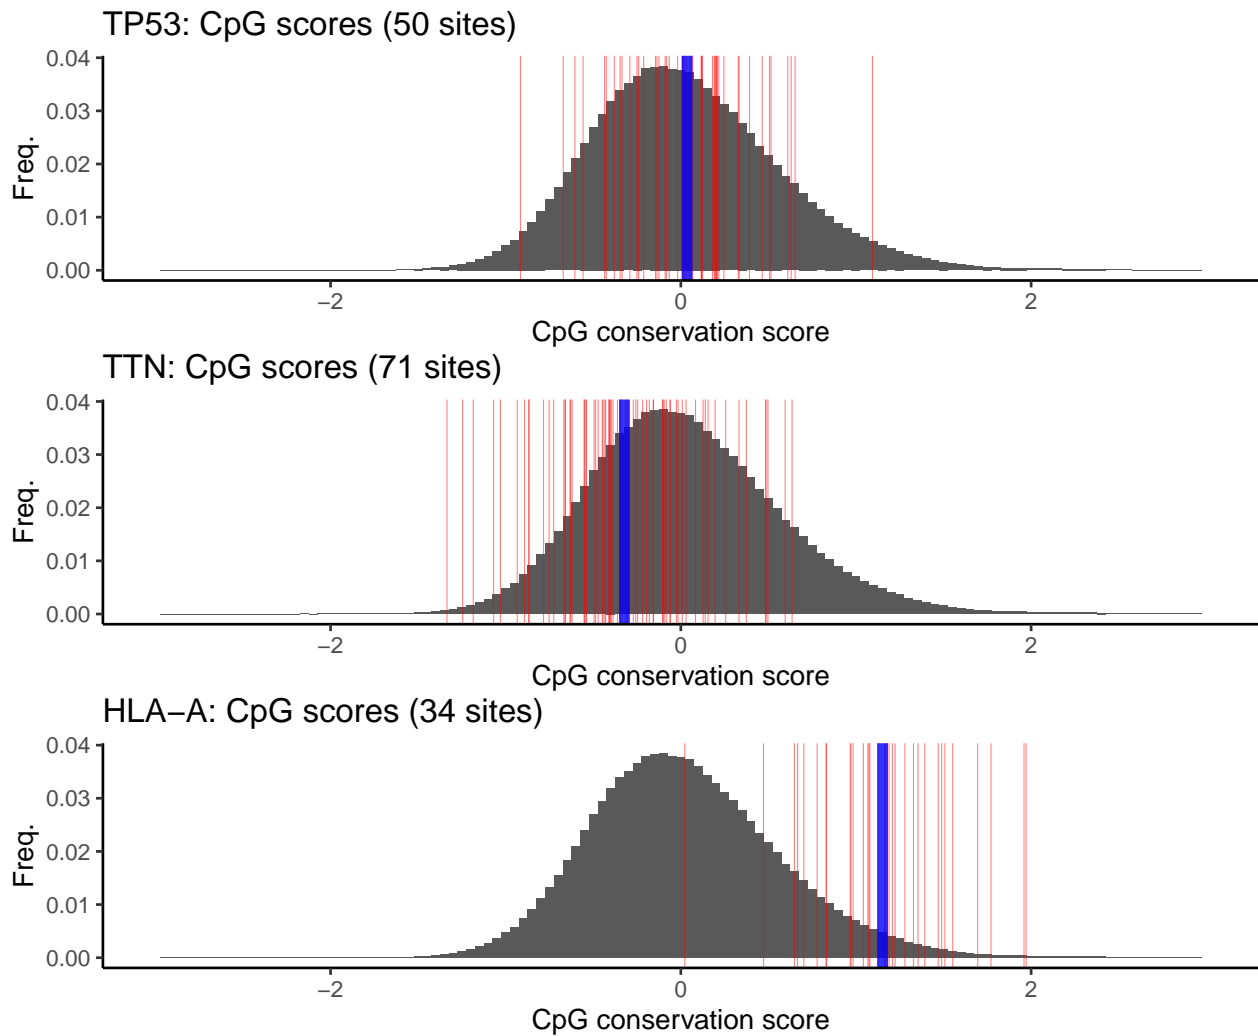 TP53: CpG scores (50 sites)
0.04
0.03
0.02
0.01
0.00
Freq.
−2 0 2
CpG conservation score
TTN: CpG scores (71 sites)
0.04
0.03
0.02
0.01
0.00
Freq.
−2 0 2
CpG conservation score
HLA−A: CpG scores (34 sites)
0.04
0.03
0.02
0.01
0.00
Freq.
−2 0 2
CpG conservation score